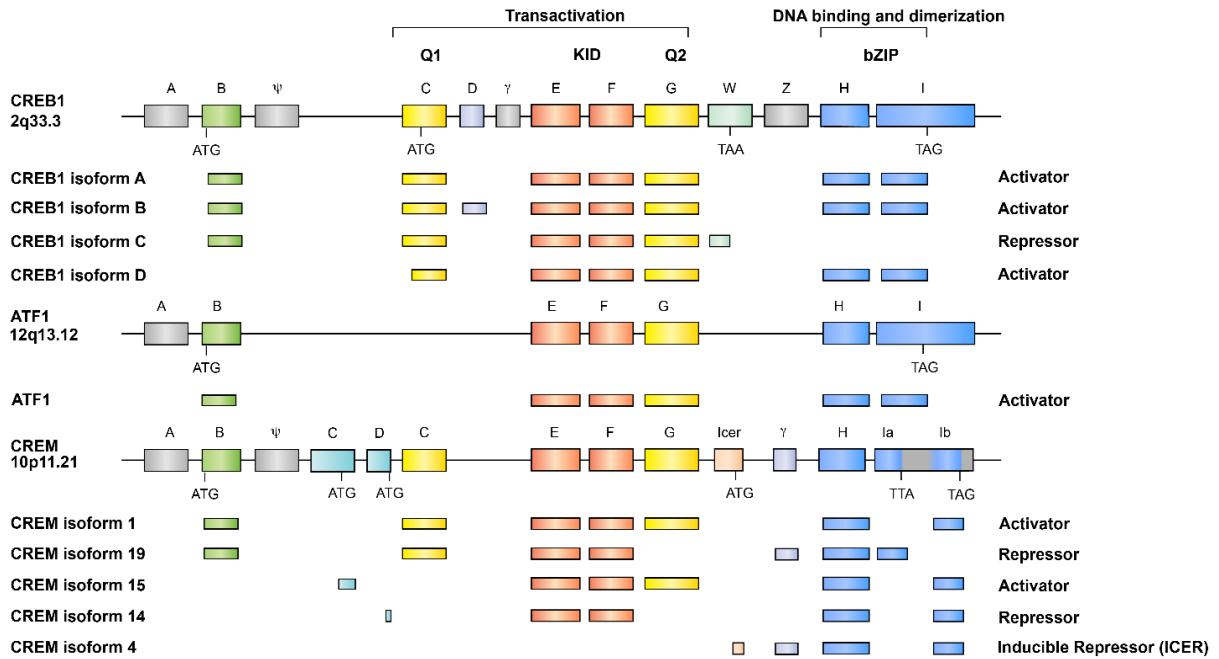 Transactivation DNA binding and dimerization
Q1 KID Q2 bZIP
A B ψ C D γ E F G W Z H I
CREB1
2q33.3
ATG ATG TAA TAG
CREB1 isoform A Activator
CREB1 isoform B Activator
CREB1 isoform C Repressor
CREB1 isoform D Activator
A B E F G H I
ATF1
12q13.12
ATG TAG
ATF1 Activator
A B ψ C D C E F G Icer γ H Ia Ib
CREM
10p11.21
ATG ATG ATG ATG TTA TAG
CREM isoform 1 Activator
CREM isoform 19 Repressor
CREM isoform 15 Activator
CREM isoform 14 Repressor
CREM isoform 4 Inducible Repressor (ICER)